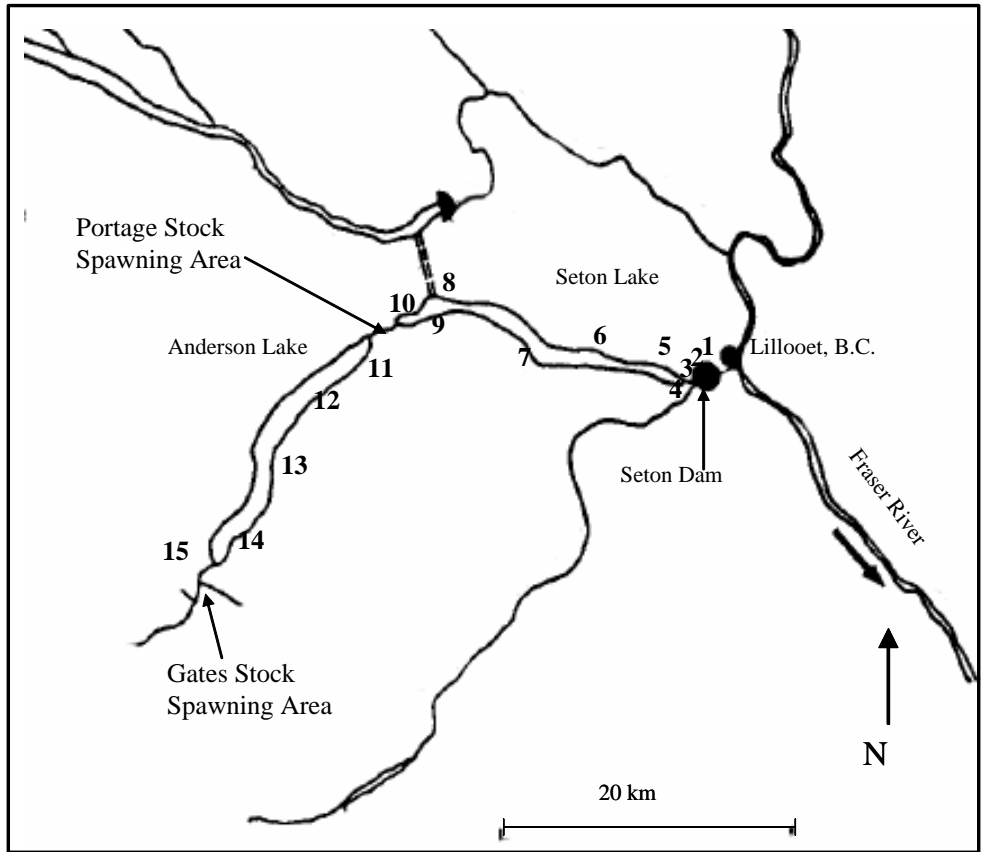 Portage Stock
Spawning Area
8
Seton Lake
10
9
6
1
Lillooet, B.C.
Anderson Lake
7
5
2
3
4
11
12
Seton Dam
13
Fraser River
14
15
Gates Stock
Spawning Area
N
20 km